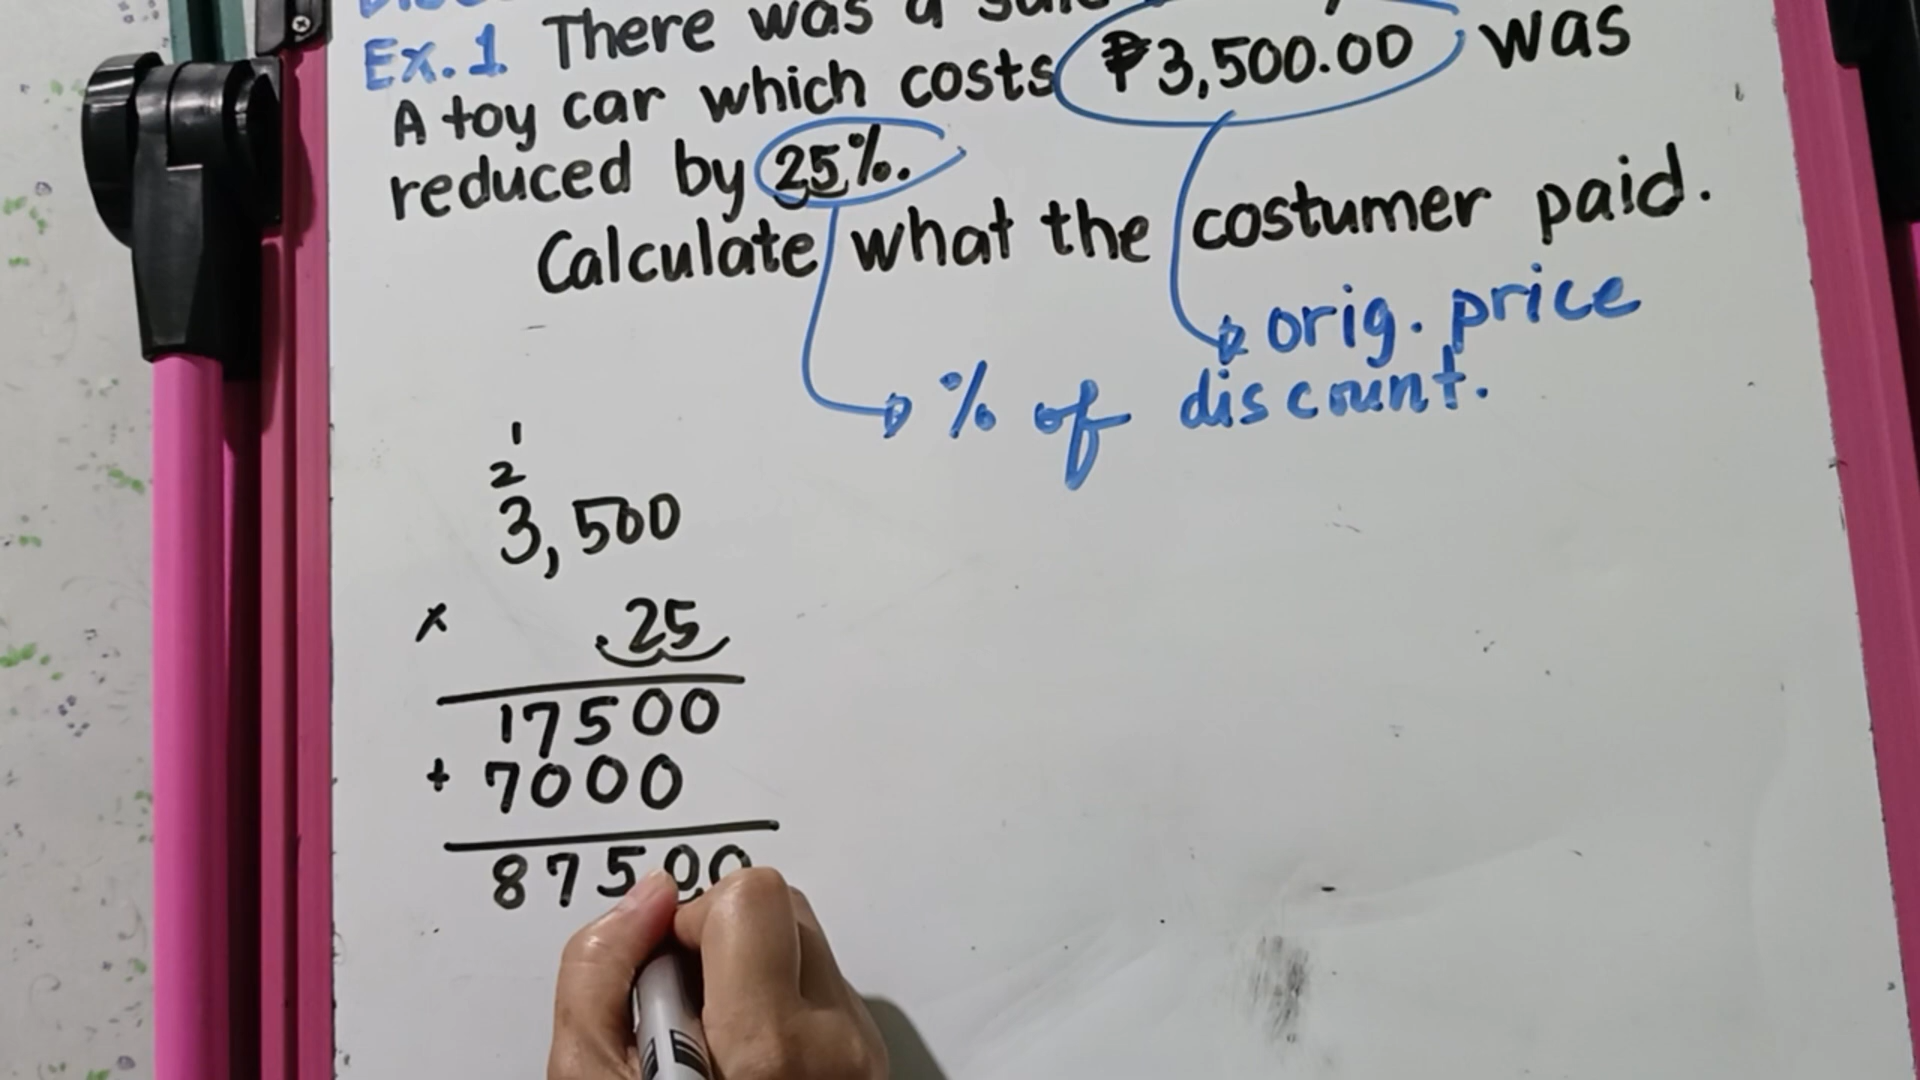 Ex.1 There was a
A toy car which costs ₱3,500.00 was
reduced by 25%.
Calculate what the costumer paid.
orig. price
% of discount.
1
2
3,500
x .25
17500
+ 7000
87500